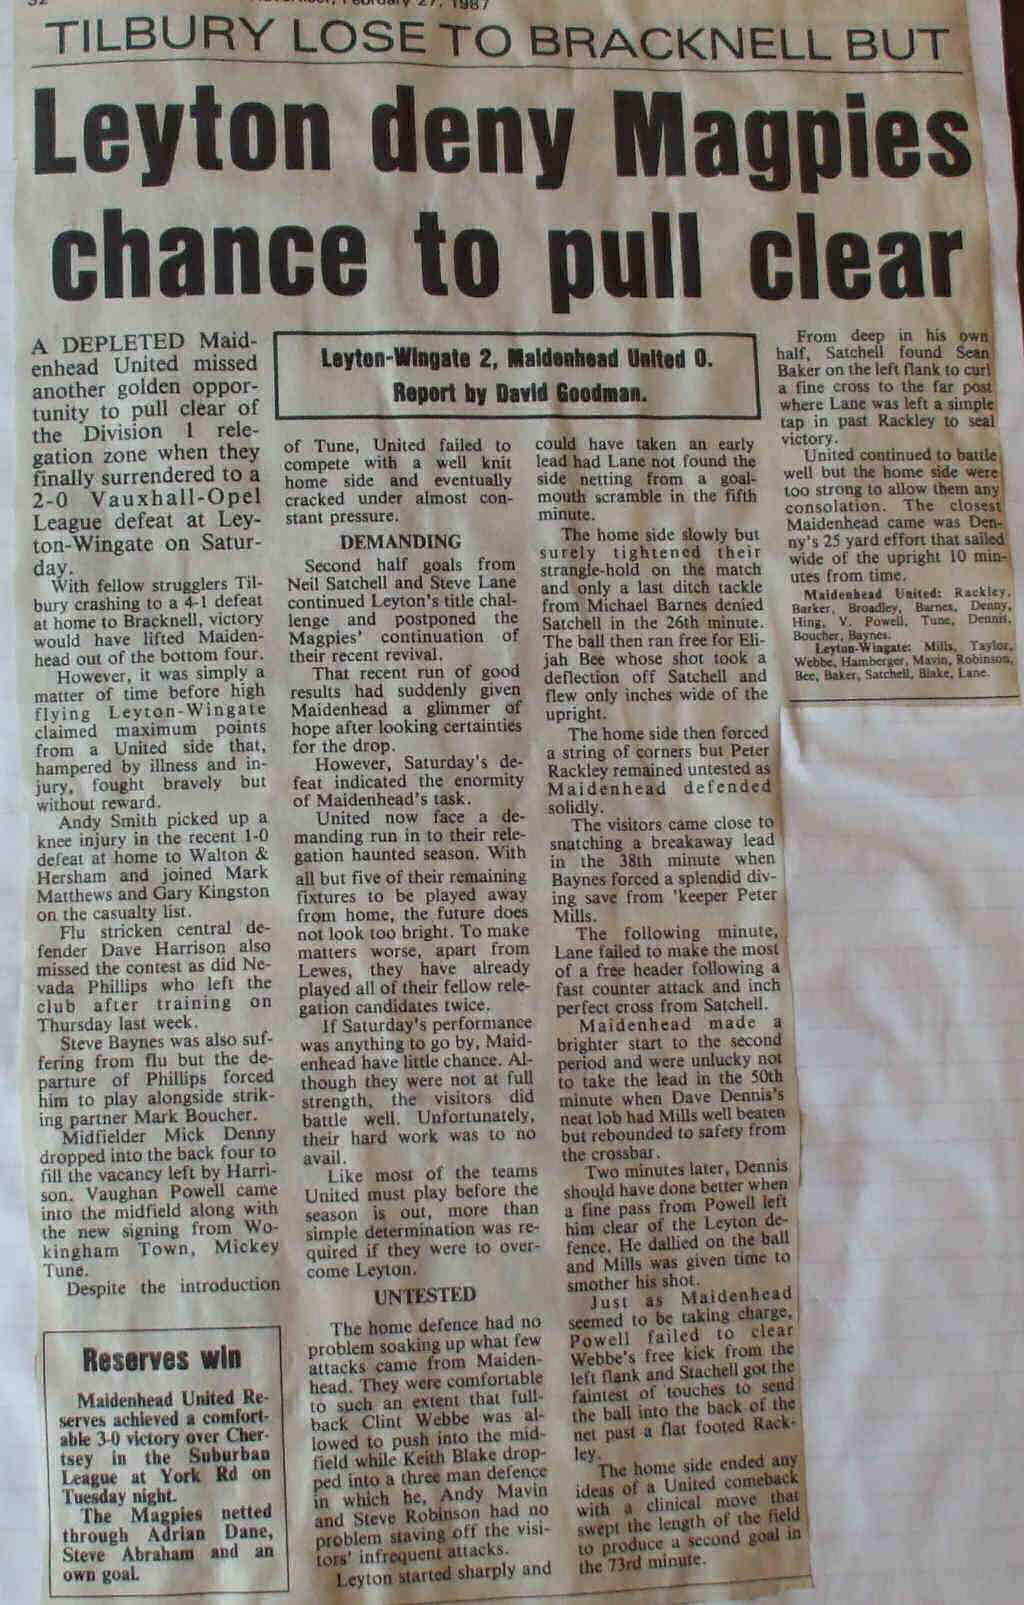 February 27, 1987
TILBURY LOSE TO BRACKNELL BUT
Leyton deny Magpies
chance to pull clear
A DEPLETED Maid-
enhead United missed
another golden oppor-
tunity to pull clear of
the Division 1 rele-
gation zone when they
finally surrendered to a
2-0 Vauxhall-Opel
League defeat at Ley-
ton-Wingate on Satur-
day.
With fellow strugglers Til-
bury crashing to a 4-1 defeat
at home to Bracknell, victory
would have lifted Maiden-
head out of the bottom four.
However, it was simply a
matter of time before high
flying Leyton-Wingate
claimed maximum points
from a United side that,
hampered by illness and in-
jury, fought bravely but
without reward.
Andy Smith picked up a
knee injury in the recent 1-0
defeat at home to Walton &
Hersham and joined Mark
Matthews and Gary Kingston
on the casualty list.
Flu stricken central de-
fender Dave Harrison also
missed the contest as did Ne-
vada Phillips who left the
club after training on
Thursday last week.
Steve Baynes was also suf-
fering from flu but the de-
parture of Phillips forced
him to play alongside strik-
ing partner Mark Boucher.
Midfielder Mick Denny
dropped into the back four to
fill the vacancy left by Harri-
son. Vaughan Powell came
into the midfield along with
the new signing from Wo-
kingham Town, Mickey
Tune.
Despite the introduction
Reserves win
Maidenhead United Re-
serves achieved a comfort-
able 3-0 victory over Cher-
tsey in the Suburban
League at York Rd on
Tuesday night.
The Magpies netted
through Adrian Dane,
Steve Abraham and an
own goal.
Leyton-Wingate 2, Maidenhead United 0.
Report by David Goodman.
of Tune, United failed to
compete with a well knit
home side and eventually
cracked under almost con-
stant pressure.
DEMANDING
Second half goals from
Neil Satchell and Steve Lane
continued Leyton's title chal-
lenge and postponed the
Magpies' continuation of
their recent revival.
That recent run of good
results had suddenly given
Maidenhead a glimmer of
hope after looking certainties
for the drop.
However, Saturday's de-
feat indicated the enormity
of Maidenhead's task.
United now face a de-
manding run in to their rele-
gation haunted season. With
all but five of their remaining
fixtures to be played away
from home, the future does
not look too bright. To make
matters worse, apart from
Lewes, they have already
played all of their fellow rele-
gation candidates twice.
If Saturday's performance
was anything to go by, Maid-
enhead have little chance. Al-
though they were not at full
strength, the visitors did
battle well. Unfortunately,
their hard work was to no
avail.
Like most of the teams
United must play before the
season is out, more than
simple determination was re-
quired if they were to over-
come Leyton.
UNTESTED
The home defence had no
problem soaking up what few
attacks came from Maiden-
head. They were comfortable
to such an extent that full-
back Clint Webbe was al-
lowed to push into the mid-
field while Keith Blake drop-
ped into a three man defence
in which he, Andy Mavin
and Steve Robinson had no
problem staving off the visi-
tors' infrequent attacks.
Leyton started sharply and
could have taken an early
lead had Lane not found the
side netting from a goal-
mouth scramble in the fifth
minute.
The home side slowly but
surely tightened their
strangle-hold on the match
and only a last ditch tackle
from Michael Barnes denied
Satchell in the 26th minute.
The ball then ran free for Eli-
jah Bee whose shot took a
deflection off Satchell and
flew only inches wide of the
upright.
The home side then forced
a string of corners but Peter
Rackley remained untested as
Maidenhead defended
solidly.
The visitors came close to
snatching a breakaway lead
in the 38th minute when
Baynes forced a splendid div-
ing save from 'keeper Peter
Mills.
The following minute,
Lane failed to make the most
of a free header following a
fast counter attack and inch
perfect cross from Satchell.
Maidenhead made a
brighter start to the second
period and were unlucky not
to take the lead in the 50th
minute when Dave Dennis's
neat lob had Mills well beaten
but rebounded to safety from
the crossbar.
Two minutes later, Dennis
should have done better when
a fine pass from Powell left
him clear of the Leyton de-
fence. He dallied on the ball
and Mills was given time to
smother his shot.
Just as Maidenhead
seemed to be taking charge,
Powell failed to clear
Webbe's free kick from the
left flank and Stachell got the
faintest of touches to send
the ball into the back of the
net past a flat footed Rack-
ley.
The home side ended any
ideas of a United comeback
with a clinical move that
swept the length of the field
to produce a second goal in
the 73rd minute.
From deep in his own
half, Satchell found Sean
Baker on the left flank to curl
a fine cross to the far post
where Lane was left a simple
tap in past Rackley to seal
victory.
United continued to battle
well but the home side were
too strong to allow them any
consolation. The closest
Maidenhead came was Den-
ny's 25 yard effort that sailed
wide of the upright 10 min-
utes from time.
Maidenhead United: Rackley,
Barker, Broadley, Barnes, Denny,
Hing, V. Powell, Tune, Dennis,
Boucher, Baynes.
Leyton-Wingate: Mills, Taylor,
Webbe, Hamberger, Mavin, Robinson,
Bee, Baker, Satchell, Blake, Lane.